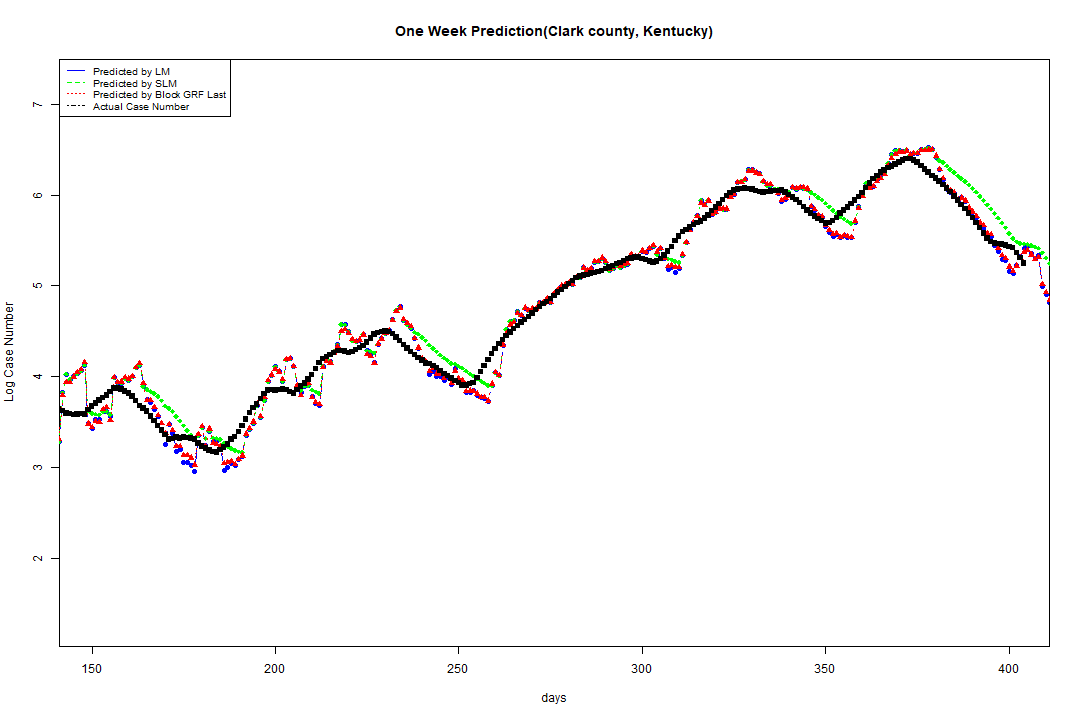 One Week Prediction(Clark county, Kentucky)
Predicted by LM
Predicted by SLM
Predicted by Block GRF Last
Actual Case Number
7
6
5
4
3
2
Log Case Number
150 200 250 300 350 400
days